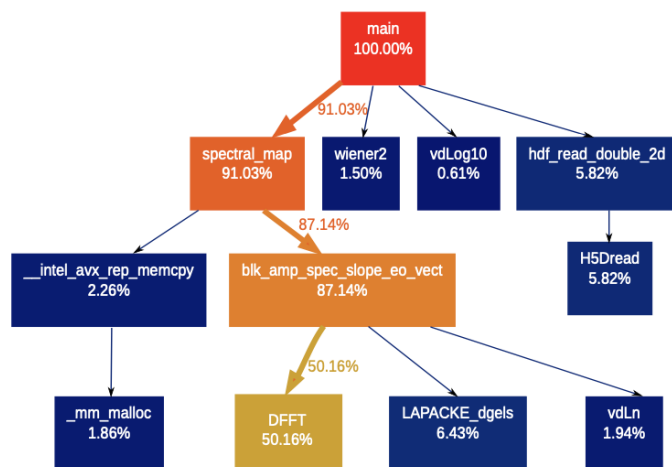 main
100.00%
91.03%
spectral_map
91.03%
wiener2
1.50%
vdLog10
0.61%
hdf_read_double_2d
5.82%
87.14%
__intel_avx_rep_memcpy
2.26%
blk_amp_spec_slope_eo_vect
87.14%
H5Dread
5.82%
50.16%
_mm_malloc
1.86%
DFFT
50.16%
LAPACKE_dgels
6.43%
vdLn
1.94%